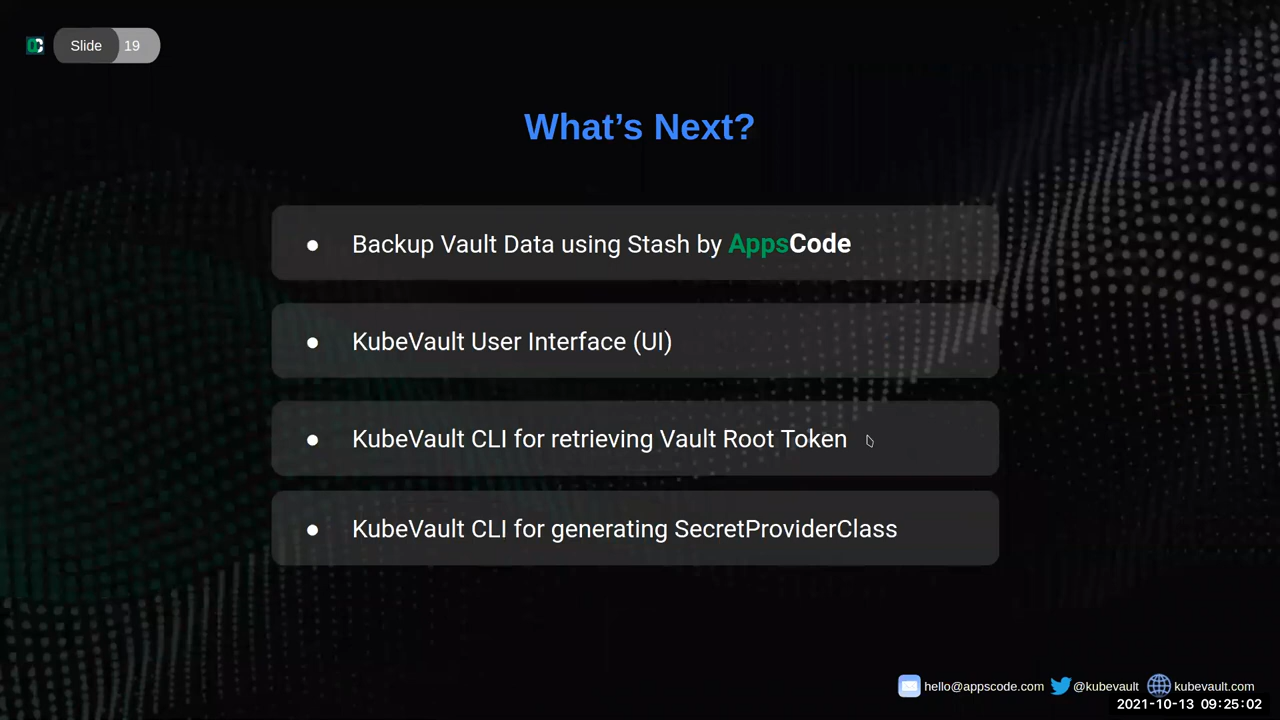 Slide 19
What’s Next?
● Backup Vault Data using Stash by AppsCode
● KubeVault User Interface (UI)
● KubeVault CLI for retrieving Vault Root Token
● KubeVault CLI for generating SecretProviderClass
hello@appscode.com @kubevault kubevault.com
2021-10-13 09:25:02